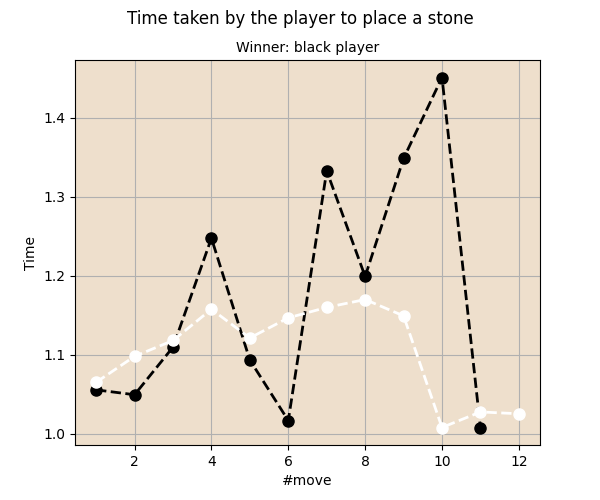 Time taken by the player to place a stone
Winner: black player
1.4
1.3
1.2
1.1
1.0
Time
2 4 6 8 10 12
#move